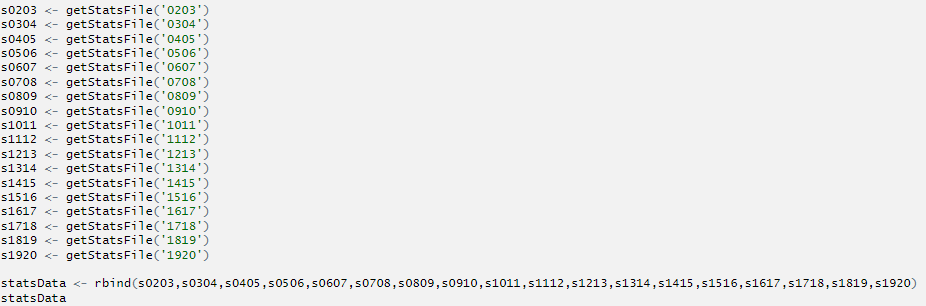 s0203 <- getStatsFile('0203')
s0304 <- getStatsFile('0304')
s0405 <- getStatsFile('0405')
s0506 <- getStatsFile('0506')
s0607 <- getStatsFile('0607')
s0708 <- getStatsFile('0708')
s0809 <- getStatsFile('0809')
s0910 <- getStatsFile('0910')
s1011 <- getStatsFile('1011')
s1112 <- getStatsFile('1112')
s1213 <- getStatsFile('1213')
s1314 <- getStatsFile('1314')
s1415 <- getStatsFile('1415')
s1516 <- getStatsFile('1516')
s1617 <- getStatsFile('1617')
s1718 <- getStatsFile('1718')
s1819 <- getStatsFile('1819')
s1920 <- getStatsFile('1920')
statsData <- rbind(s0203,s0304,s0405,s0506,s0607,s0708,s0809,s0910,s1011,s1112,s1213,s1314,s1415,s1516,s1617,s1718,s1819,s1920)
statsData